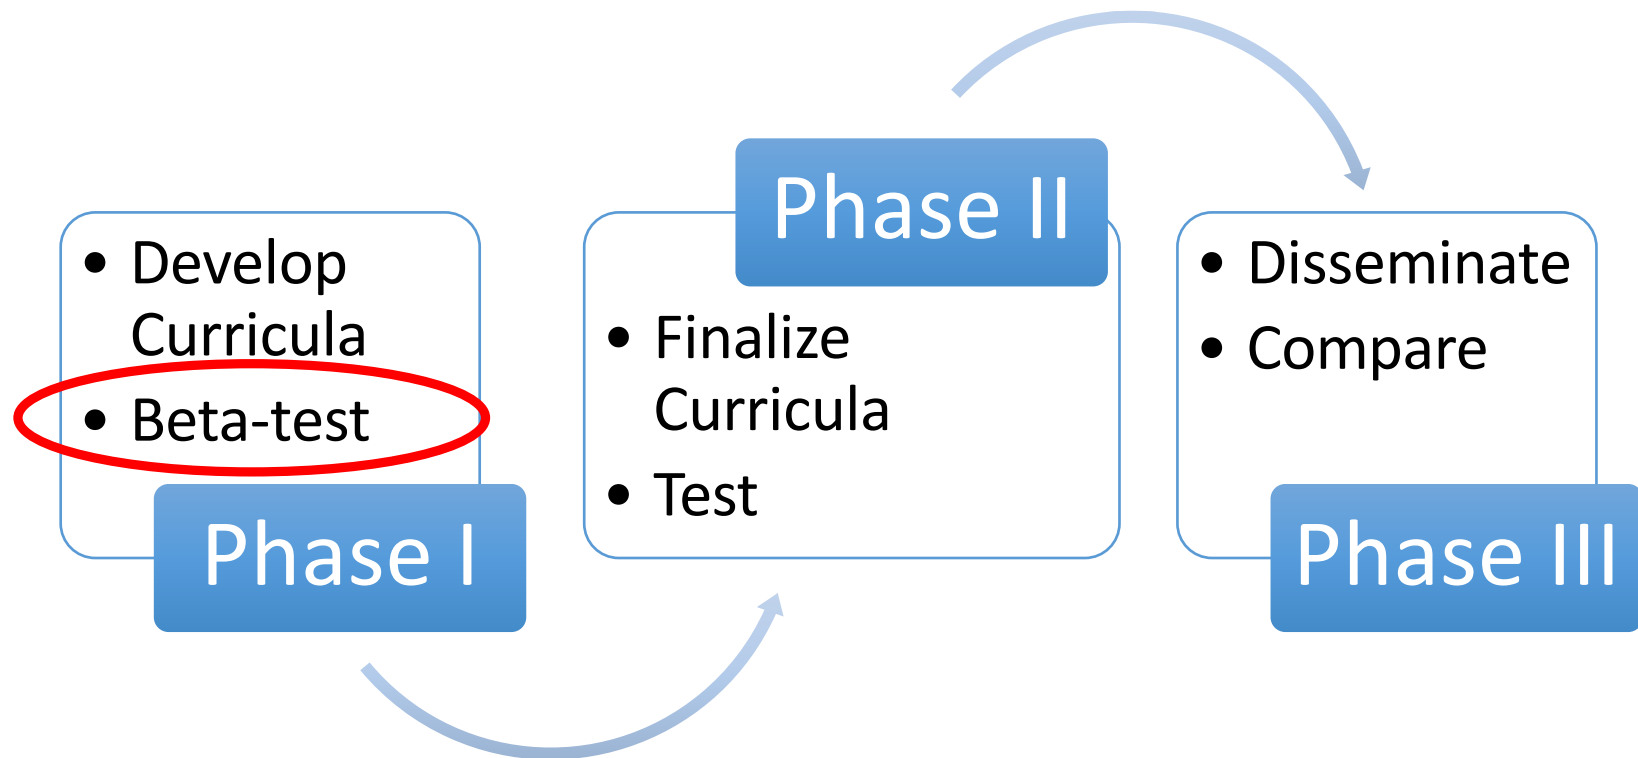 • Develop
Curricula
• Beta-test
Phase I
Phase II
• Finalize
Curricula
• Test
• Disseminate
• Compare
Phase III